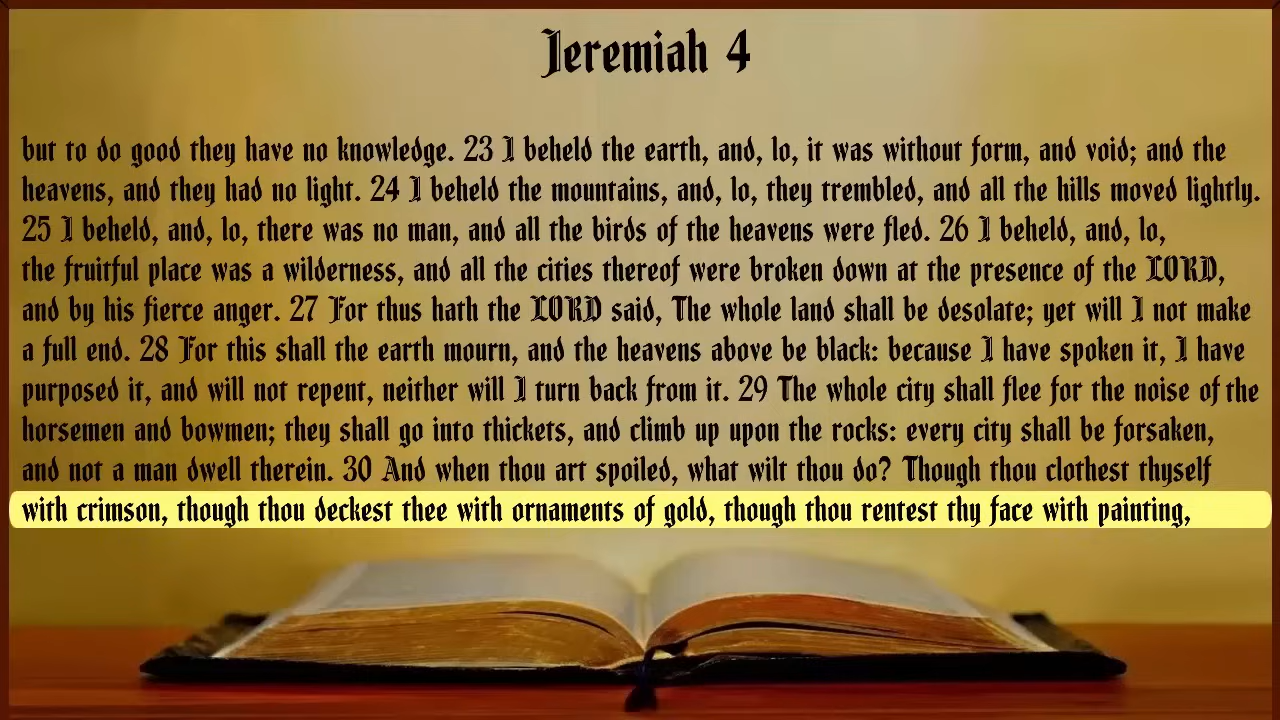 Jeremiah 4
but to do good they have no knowledge. 23 I beheld the earth, and, lo, it was without form, and void; and the
heavens, and they had no light. 24 I beheld the mountains, and, lo, they trembled, and all the hills moved lightly.
25 I beheld, and, lo, there was no man, and all the birds of the heavens were fled. 26 I beheld, and, lo,
the fruitful place was a wilderness, and all the cities thereof were broken down at the presence of the LORD,
and by his fierce anger. 27 For thus hath the LORD said, The whole land shall be desolate; yet will I not make
a full end. 28 For this shall the earth mourn, and the heavens above be black: because I have spoken it, I have
purposed it, and will not repent, neither will I turn back from it. 29 The whole city shall flee for the noise of the
horsemen and bowmen; they shall go into thickets, and climb up upon the rocks: every city shall be forsaken,
and not a man dwell therein. 30 And when thou art spoiled, what wilt thou do? Though thou clothest thyself
with crimson, though thou deckest thee with ornaments of gold, though thou rentest thy face with painting,